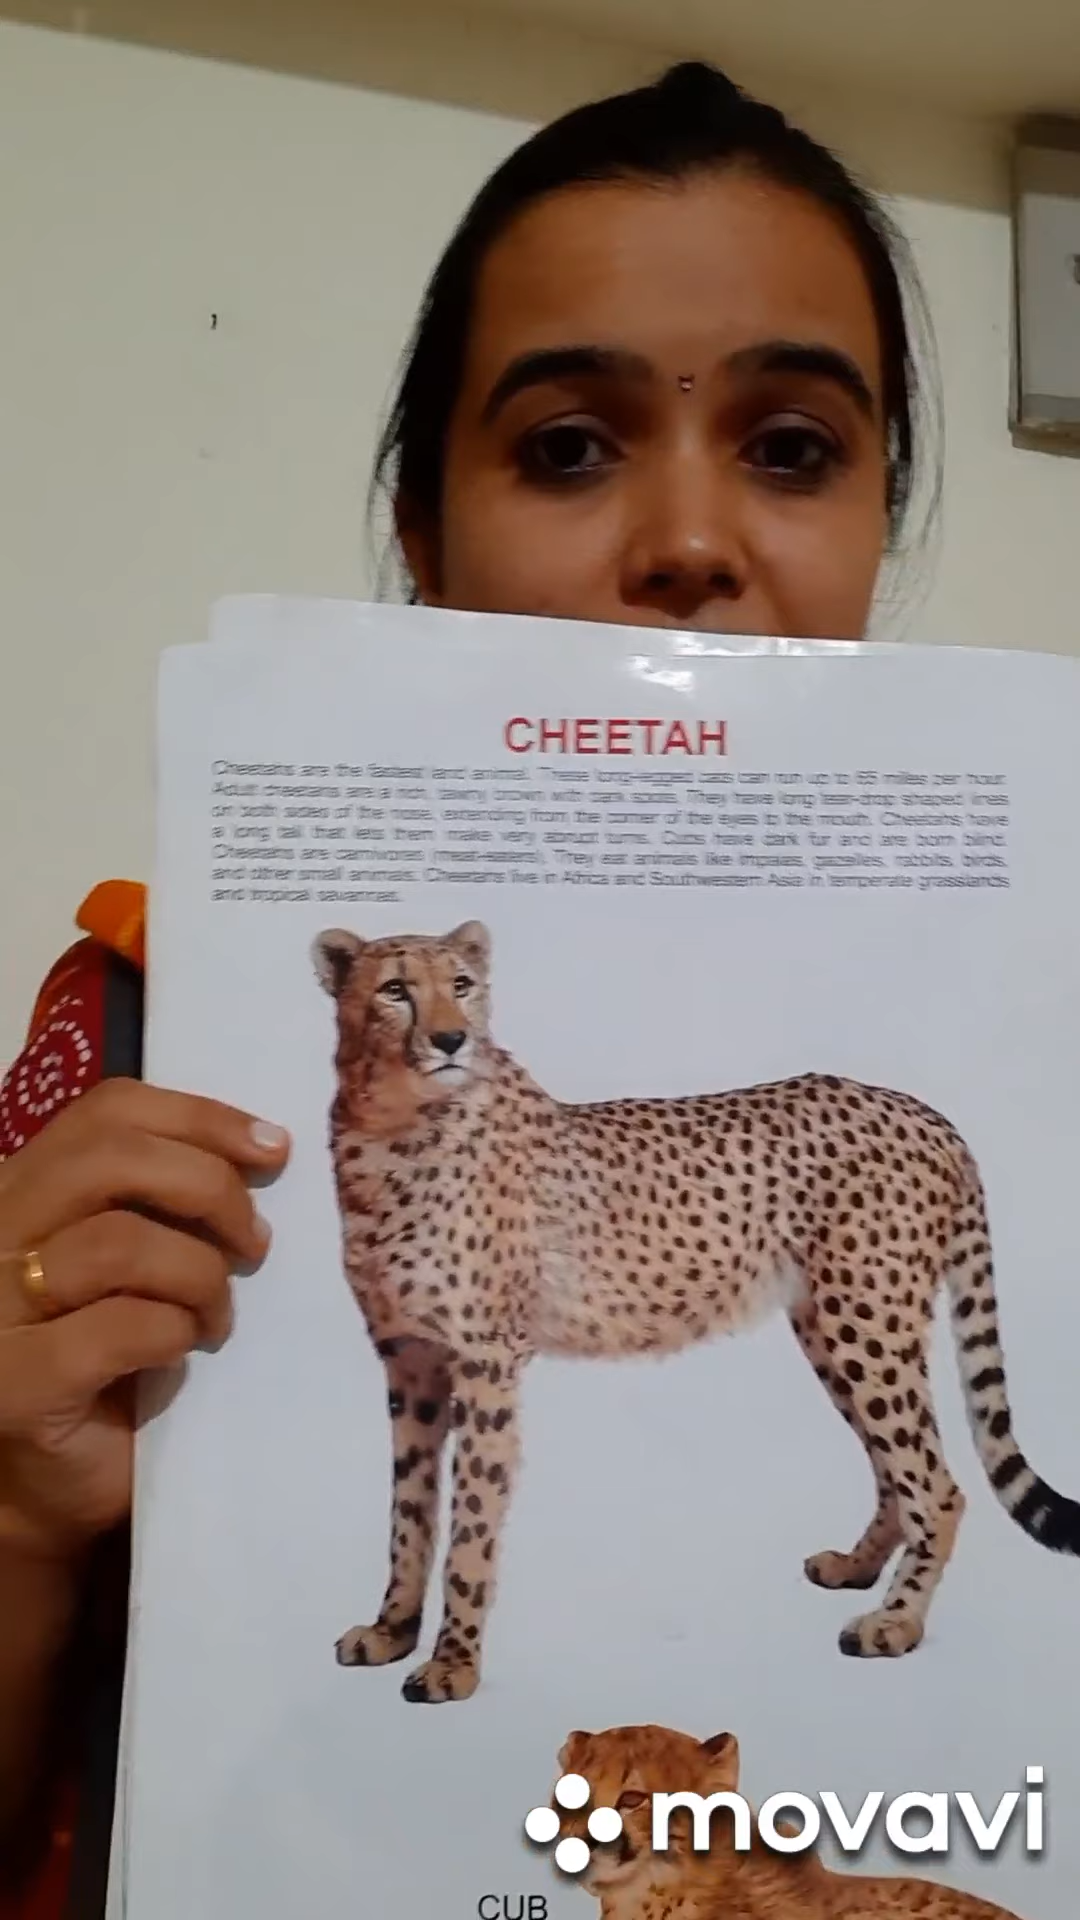 CHEETAH
Cheetahs are the fastest land animal. These long-legged cats can run up to 65 miles per hour.
Adult cheetahs are a rich, tawny brown with dark spots. They have long tear-drop shaped lines
on both sides of the nose, extending from the corner of the eyes to the mouth. Cheetahs have
a long tail that lets them make very abrupt turns. Cubs have dark fur and are born blind.
Cheetahs are carnivores (meat-eaters). They eat animals like impalas, gazelles, rabbits, birds,
and other small animals. Cheetahs live in Africa and Southwestern Asia in temperate grasslands
and tropical savannas.
movavi
CUB